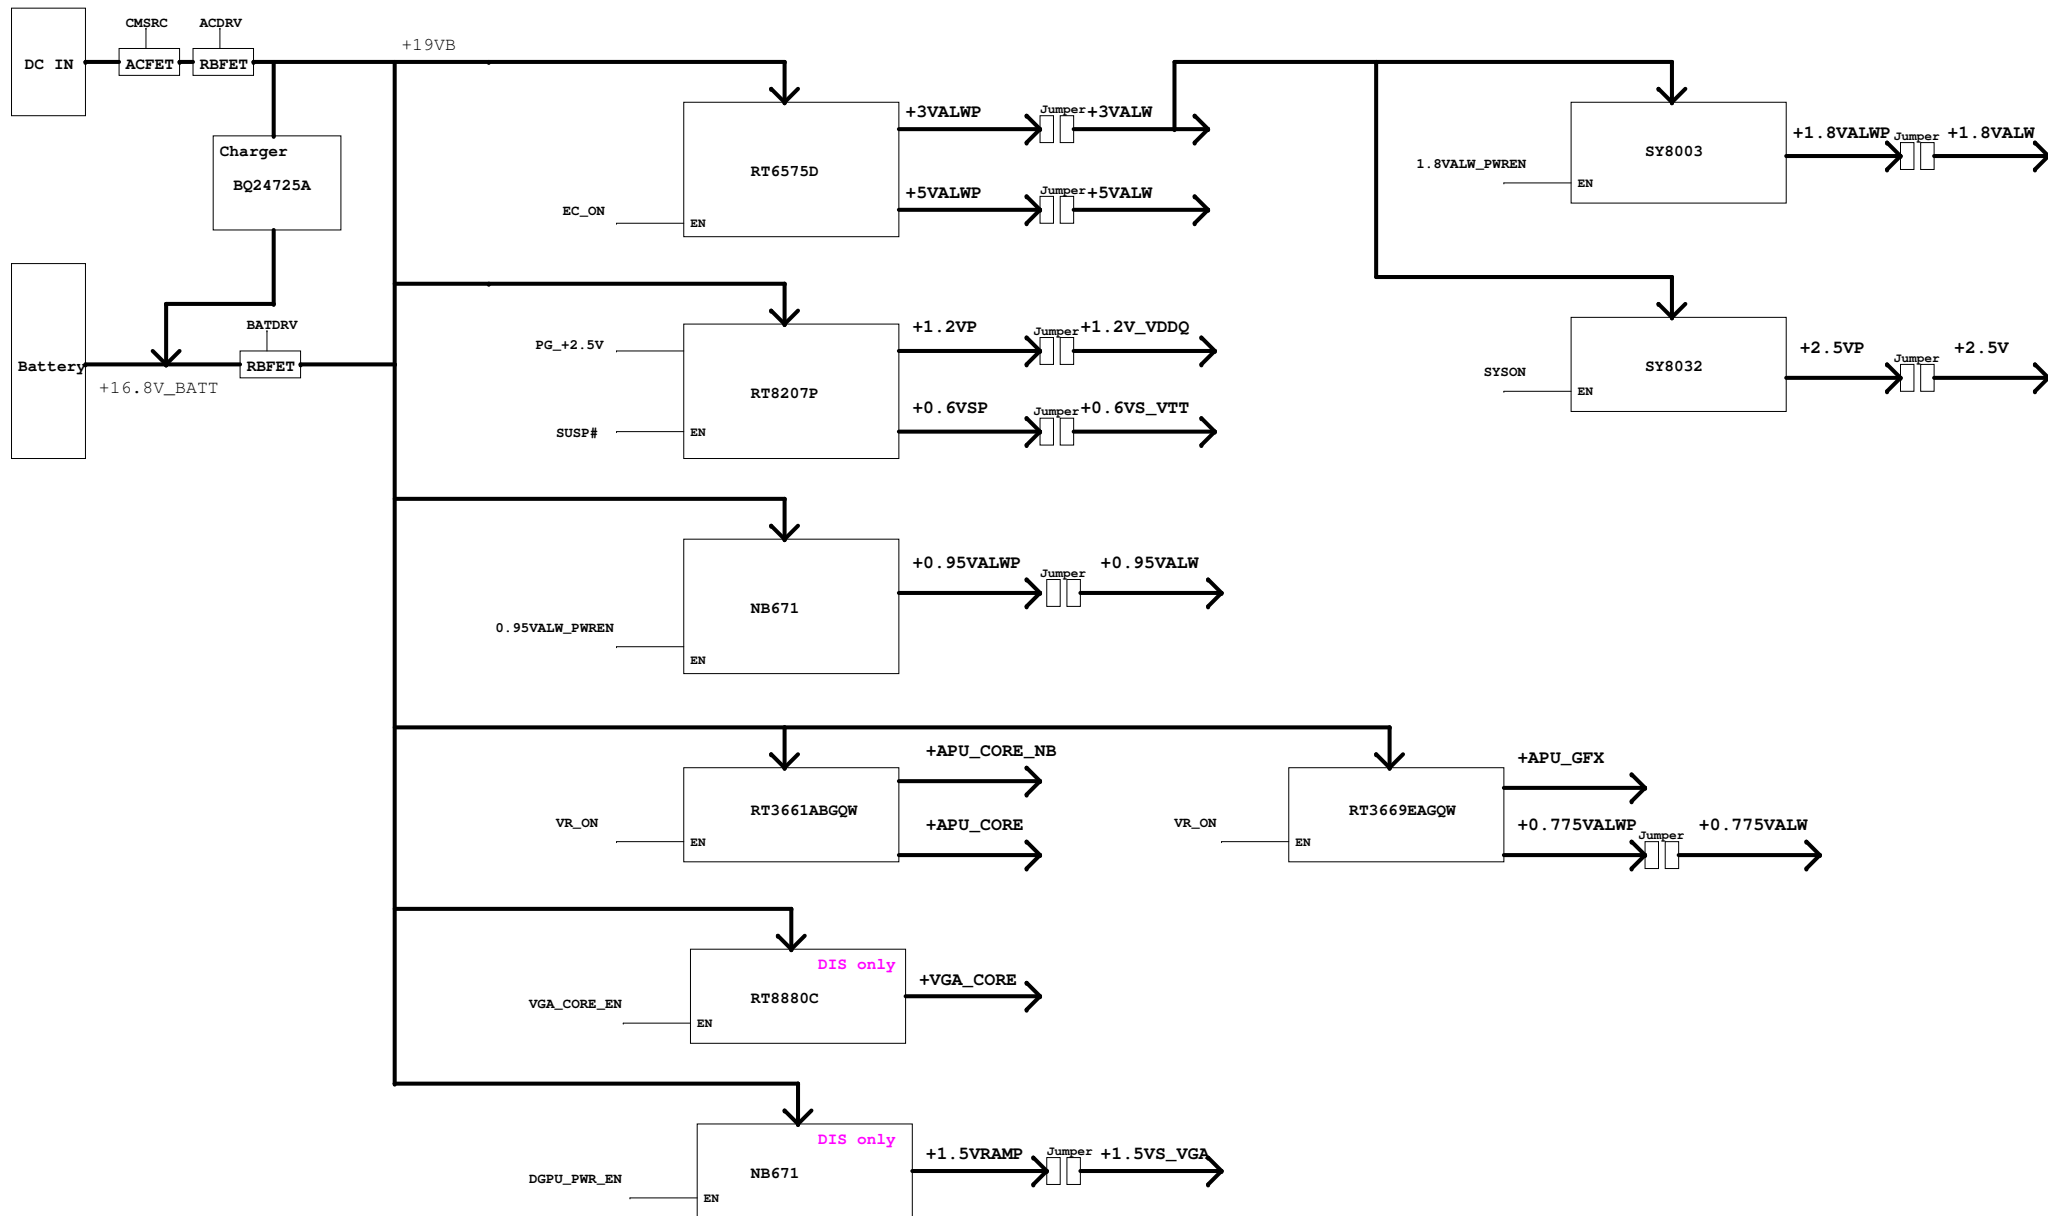 CMSRC
ACDRV
+19VB
DC IN
ACFET
RBFET
Charger
BQ24725A
Battery
+16.8V_BATT
BATDRV
RBFET
+3VALWP
Jumper
+3VALW
RT6575D
+5VALWP
Jumper
+5VALW
EC_ON
EN
+1.8VALWP
Jumper
+1.8VALW
SY8003
1.8VALW_PWREN
EN
PG_+2.5V
+1.2VP
Jumper
+1.2V_VDDQ
RT8207P
+0.6VSP
Jumper
+0.6VS_VTT
SUSP#
EN
+2.5VP
Jumper
+2.5V
SY8032
SYSON
EN
+0.95VALWP
Jumper
+0.95VALW
NB671
0.95VALW_PWREN
EN
+APU_CORE_NB
RT3661ABGQW
+APU_CORE
VR_ON
EN
+APU_GFX
RT3669EAGQW
+0.775VALWP
Jumper
+0.775VALW
VR_ON
EN
DIS only
+VGA_CORE
RT8880C
VGA_CORE_EN
EN
DIS only
+1.5VRAMP
Jumper
+1.5VS_VGA
NB671
DGPU_PWR_EN
EN